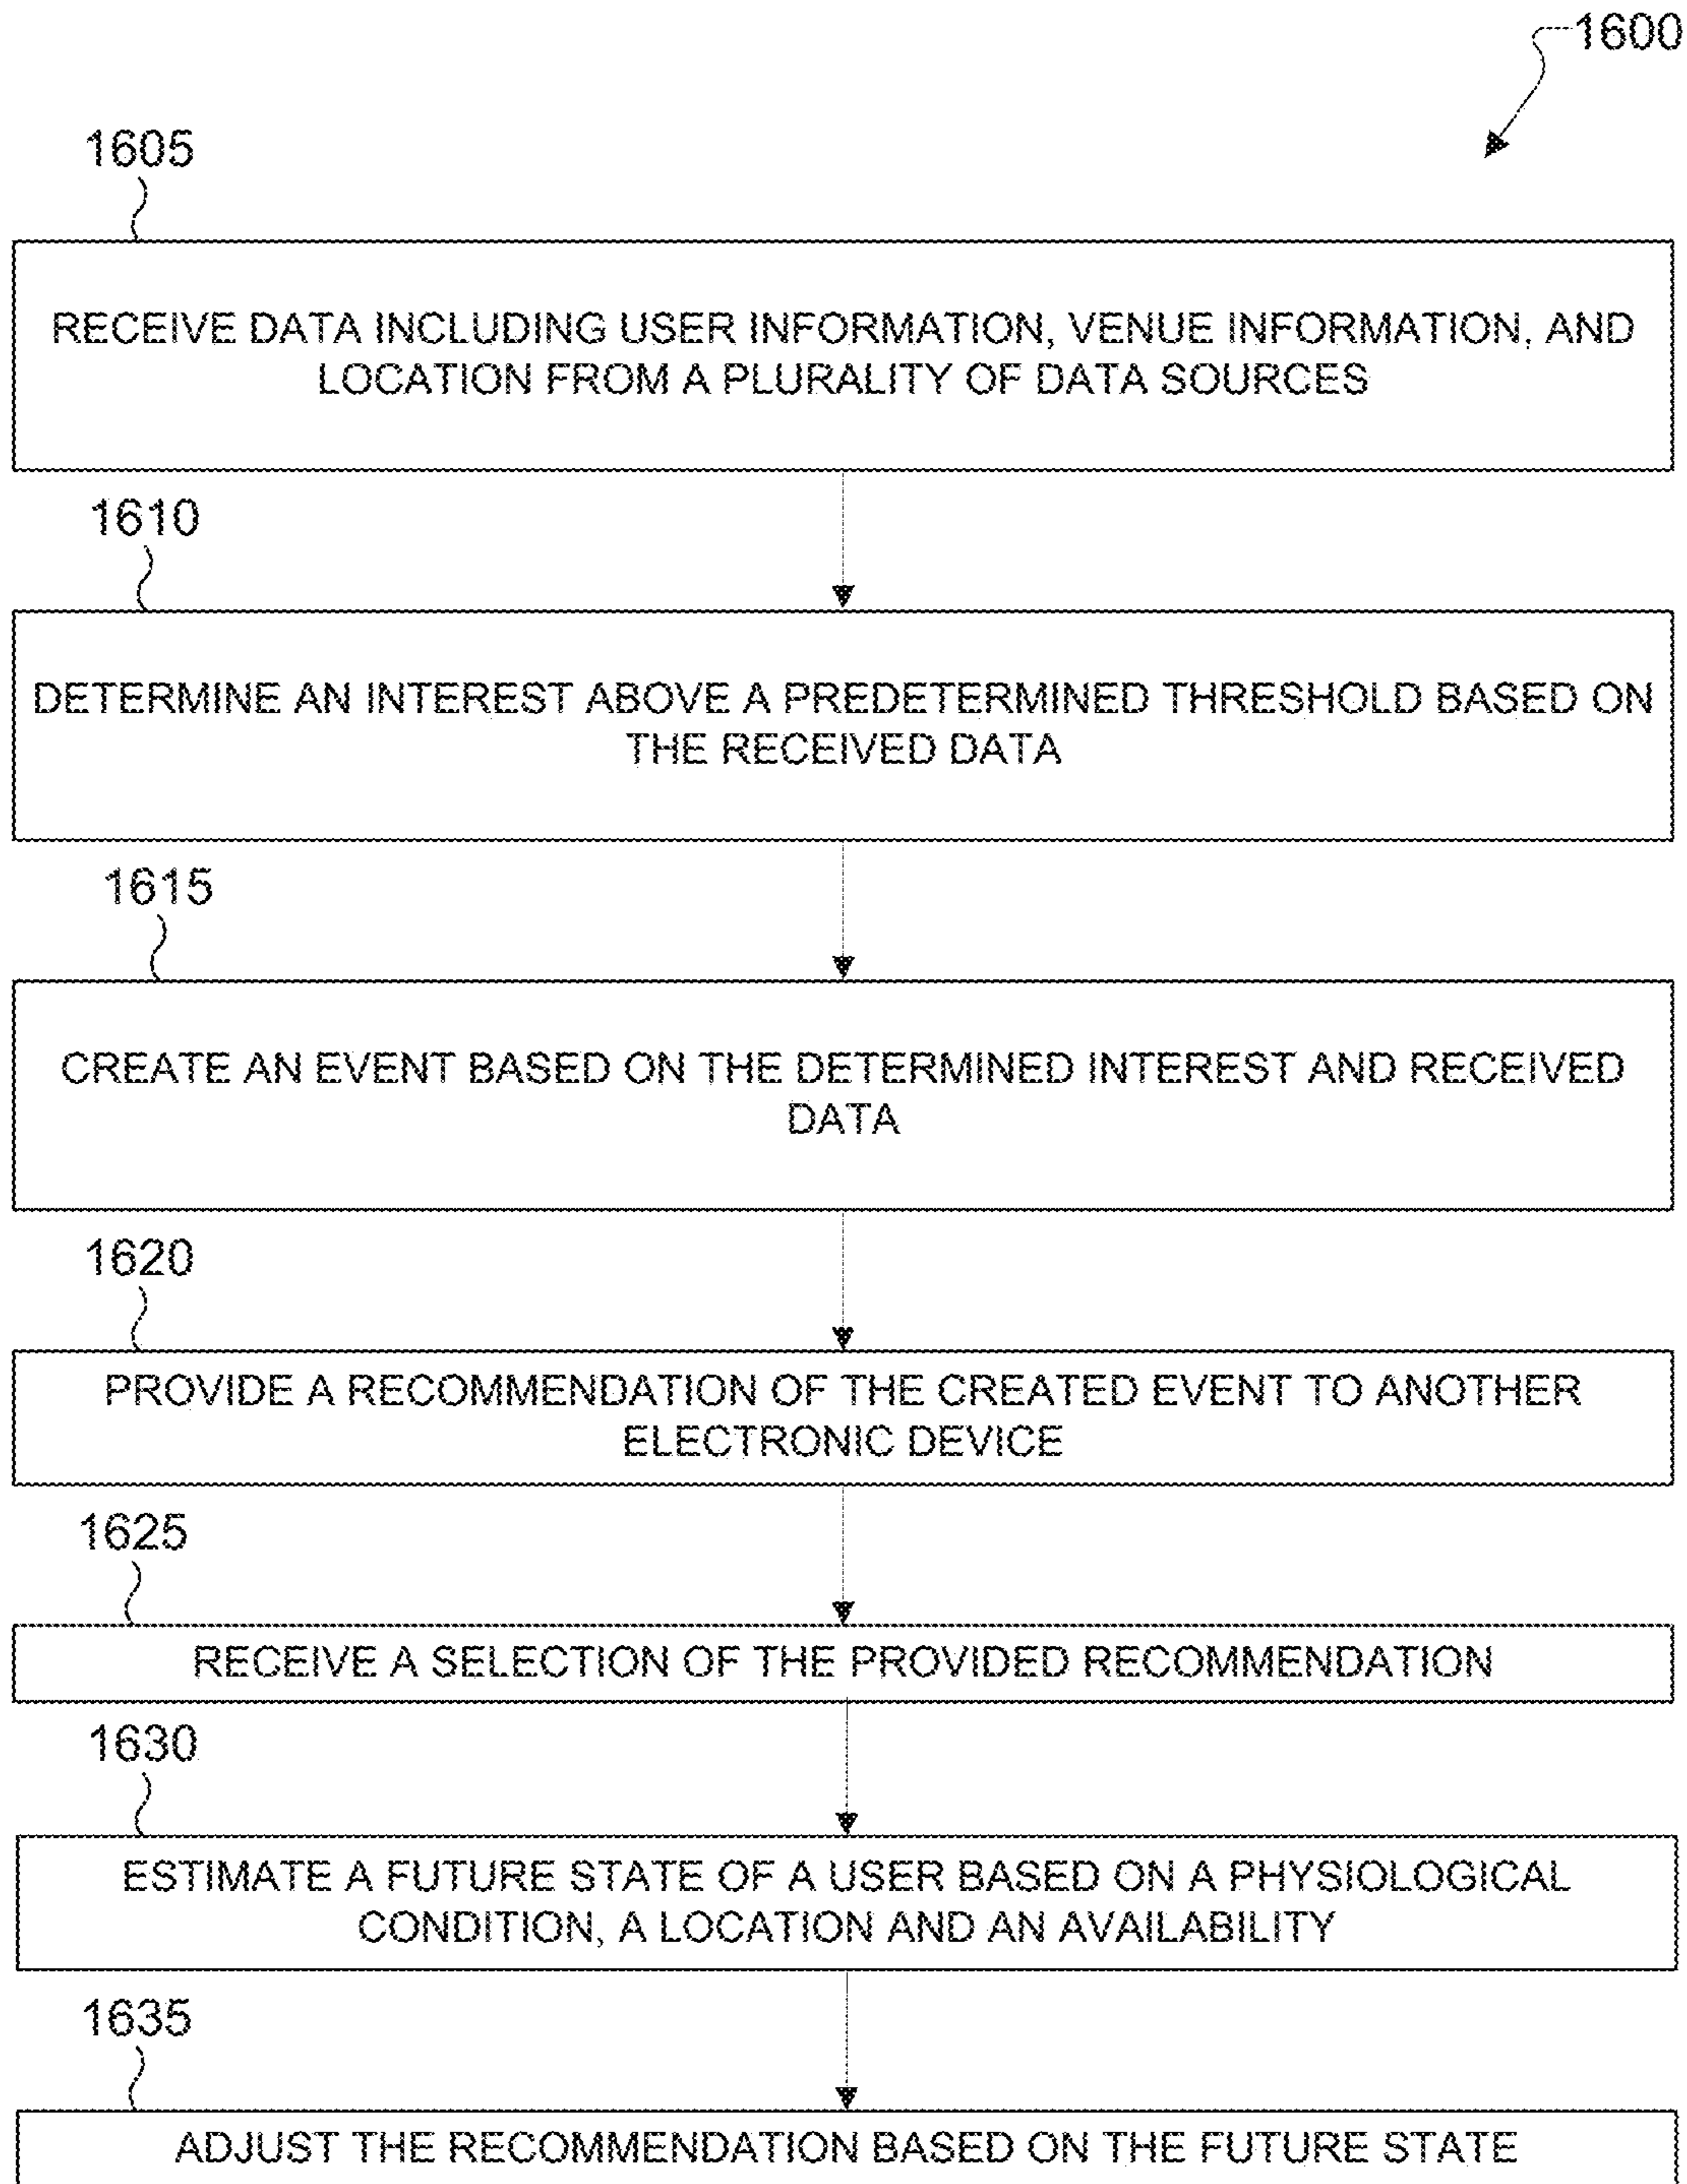 1600
1605
RECEIVE DATA INCLUDING USER INFORMATION, VENUE INFORMATION, AND
LOCATION FROM A PLURALITY OF DATA SOURCES
1610
DETERMINE AN INTEREST ABOVE A PREDETERMINED THRESHOLD BASED ON
THE RECEIVED DATA
1615
CREATE AN EVENT BASED ON THE DETERMINED INTEREST AND RECEIVED
DATA
1620
PROVIDE A RECOMMENDATION OF THE CREATED EVENT TO ANOTHER
ELECTRONIC DEVICE
1625
RECEIVE A SELECTION OF THE PROVIDED RECOMMENDATION
1630
ESTIMATE A FUTURE STATE OF A USER BASED ON A PHYSIOLOGICAL
CONDITION, A LOCATION AND AN AVAILABILITY
1635
ADJUST THE RECOMMENDATION BASED ON THE FUTURE STATE